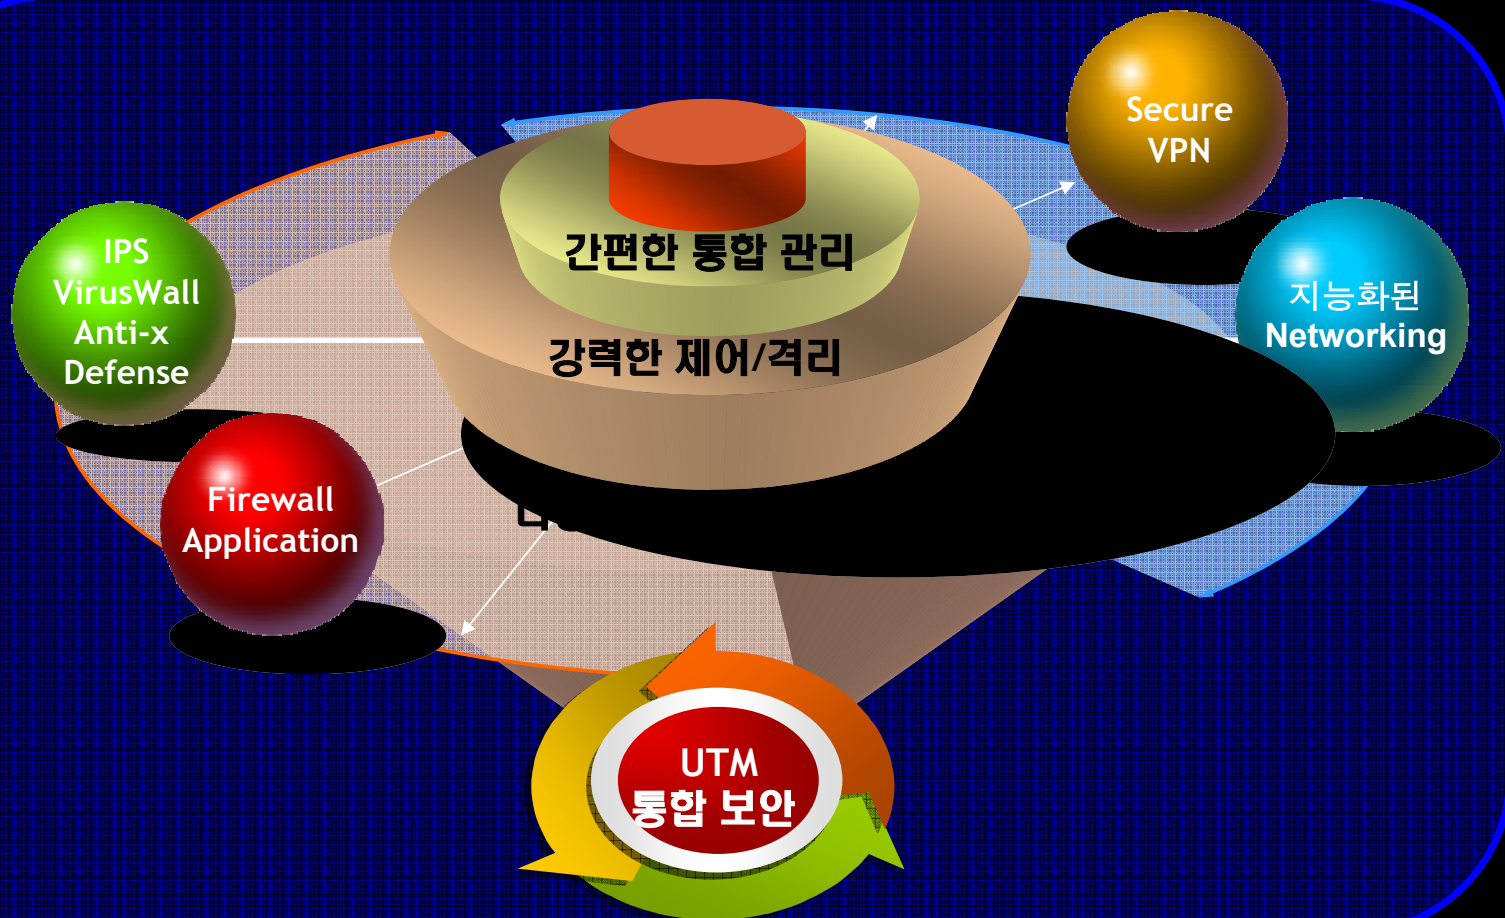 Secure
VPN
IPS
VirusWall
Anti-x
Defense
간편한 통합 관리
지능화된
Networking
강력한 제어/격리
Firewall
Application
UTM
통합 보안